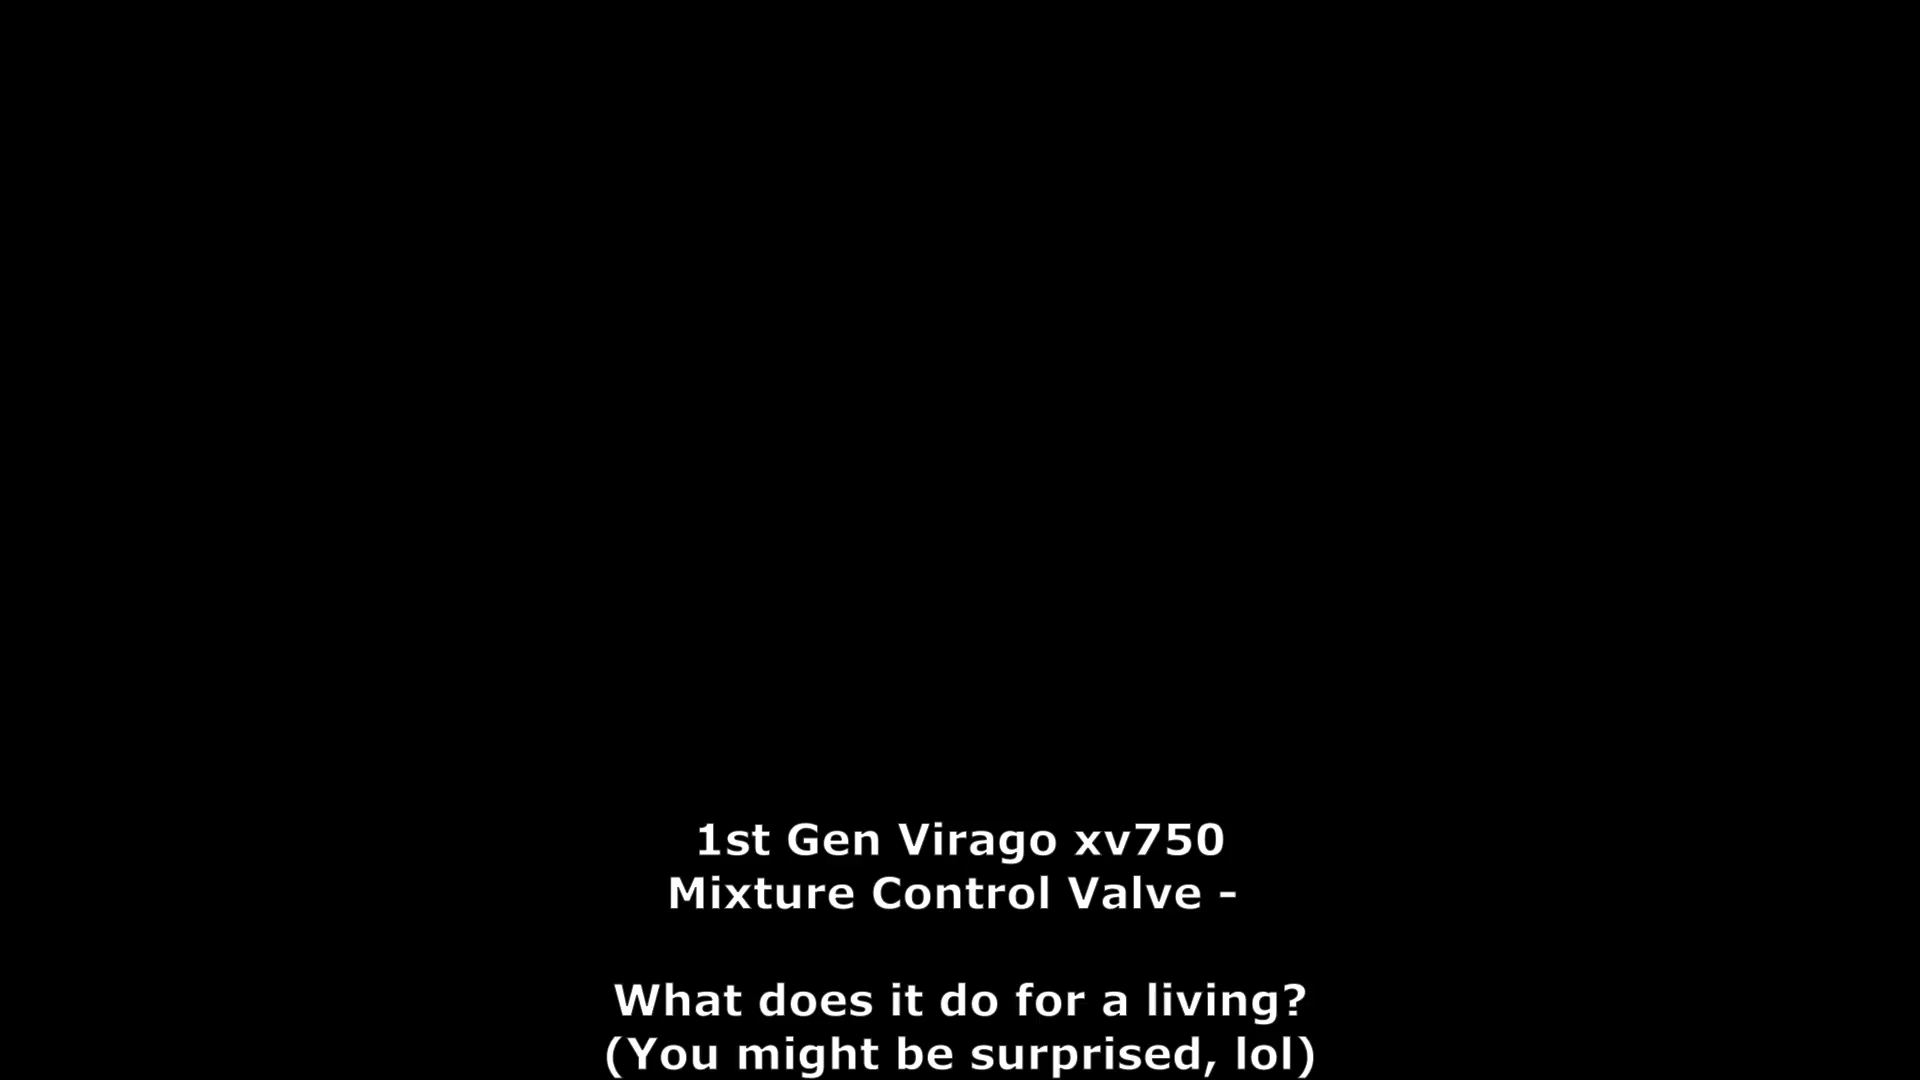 1st Gen Virago xv750
Mixture Control Valve -
What does it do for a living?
(You might be surprised, lol)